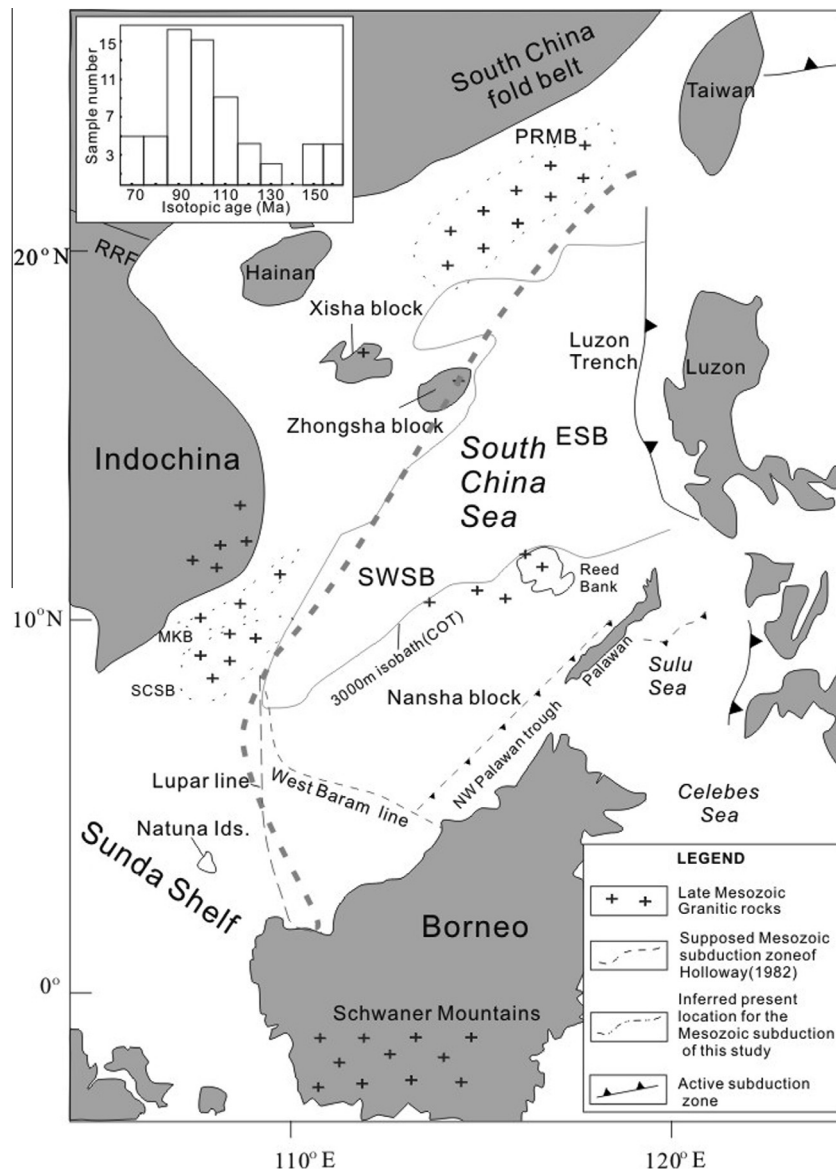 15
11
7
3
Sample number
70 90 110 130 150
Isotopic age (Ma)
South China
fold belt
Taiwan
PRMB
20°N
RRF
Hainan
Xisha block
Luzon
Trench
Luzon
Zhongsha block
Indochina
South
China
Sea
ESB
SWSB
Reed
Bank
10°N
MKB
SCSB
3000m isobath(COT)
Palawan
Sulu
Sea
Nansha block
NW Palawan trough
Lupar line
West Baram line
Natuna Ids.
Celebes
Sea
Sunda Shelf
Borneo
0°
Schwaner Mountains
LEGEND
Late Mesozoic
Granitic rocks
Supposed Mesozoic
subduction zoneof
Holloway(1982)
Inferred present
location for the
Mesozoic subduction
of this study
Active subduction
zone
110°E
120°E